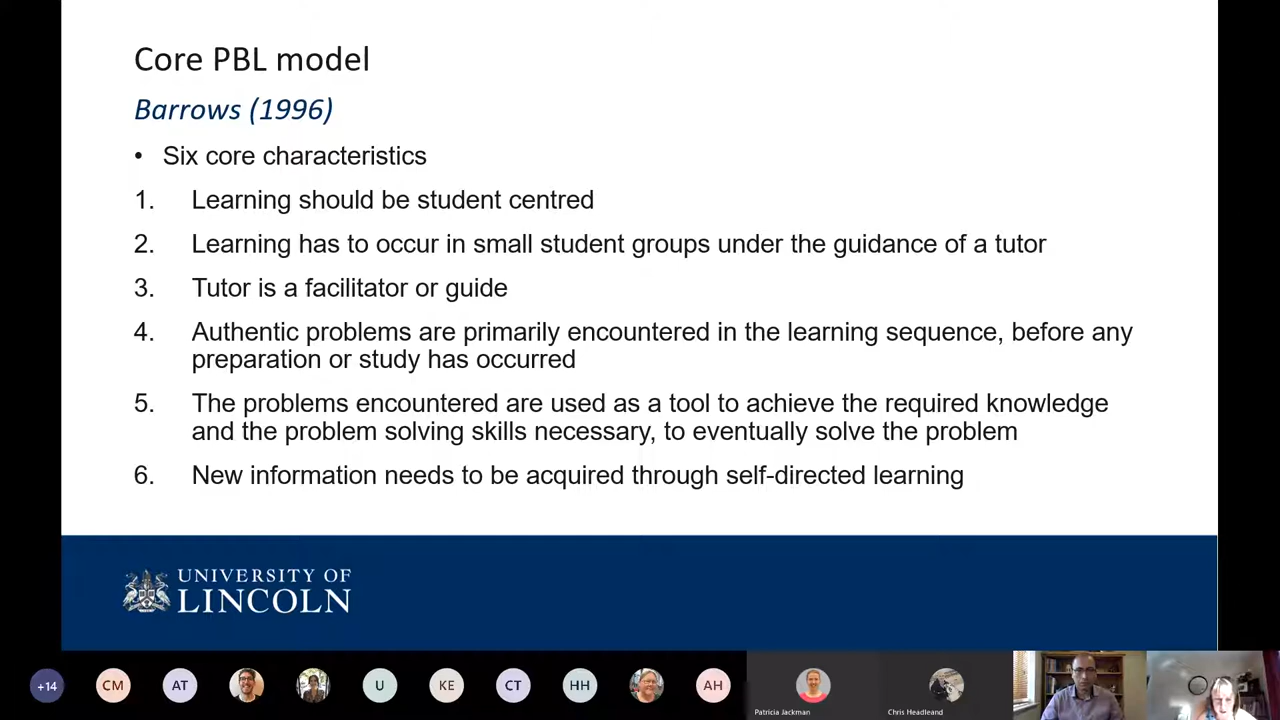 Core PBL model
Barrows (1996)
• Six core characteristics
1. Learning should be student centred
2. Learning has to occur in small student groups under the guidance of a tutor
3. Tutor is a facilitator or guide
4. Authentic problems are primarily encountered in the learning sequence, before any
preparation or study has occurred
5. The problems encountered are used as a tool to achieve the required knowledge
and the problem solving skills necessary, to eventually solve the problem
6. New information needs to be acquired through self-directed learning
UNIVERSITY OF
LINCOLN
+14 CM AT U KE CT HH AH
Patricia Jackman Chris Headleand